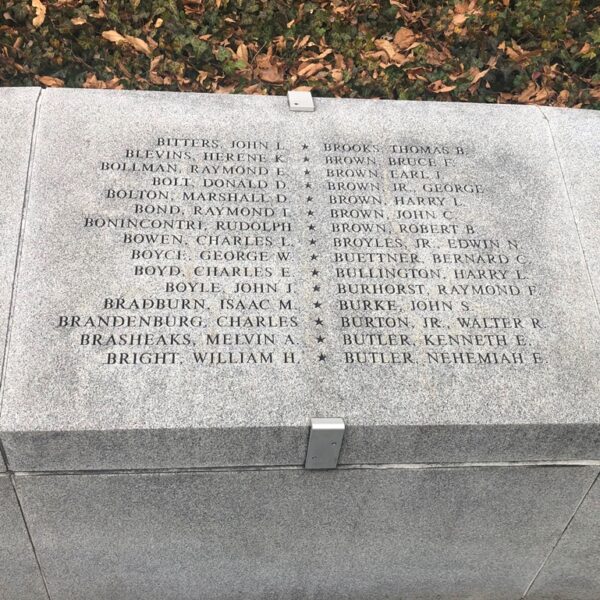 BITTERS, JOHN L. ★ BROOKS, THOMAS B.
BLEVINS, HERENE K. ★ BROWN, BRUCE F.
BOLLMAN, RAYMOND E. ★ BROWN, EARL J.
BOLT, DONALD D. ★ BROWN, JR., GEORGE
BOLTON, MARSHALL D. ★ BROWN, HARRY L.
BOND, RAYMOND I. ★ BROWN, JOHN C.
BONINCONTRI, RUDOLPH ★ BROWN, ROBERT B.
BOWEN, CHARLES L. ★ BROYLES, JR., EDWIN N.
BOYCE, GEORGE W. ★ BUETTNER, BERNARD C.
BOYD, CHARLES E. ★ BULLINGTON, HARRY L.
BOYLE, JOHN J. ★ BURHORST, RAYMOND F.
BRADBURN, ISAAC M. ★ BURKE, JOHN S.
BRANDENBURG, CHARLES ★ BURTON, JR., WALTER R.
BRASHEAKS, MELVIN A. ★ BUTLER, KENNETH E.
BRIGHT, WILLIAM H. ★ BUTLER, NEHEMIAH E.